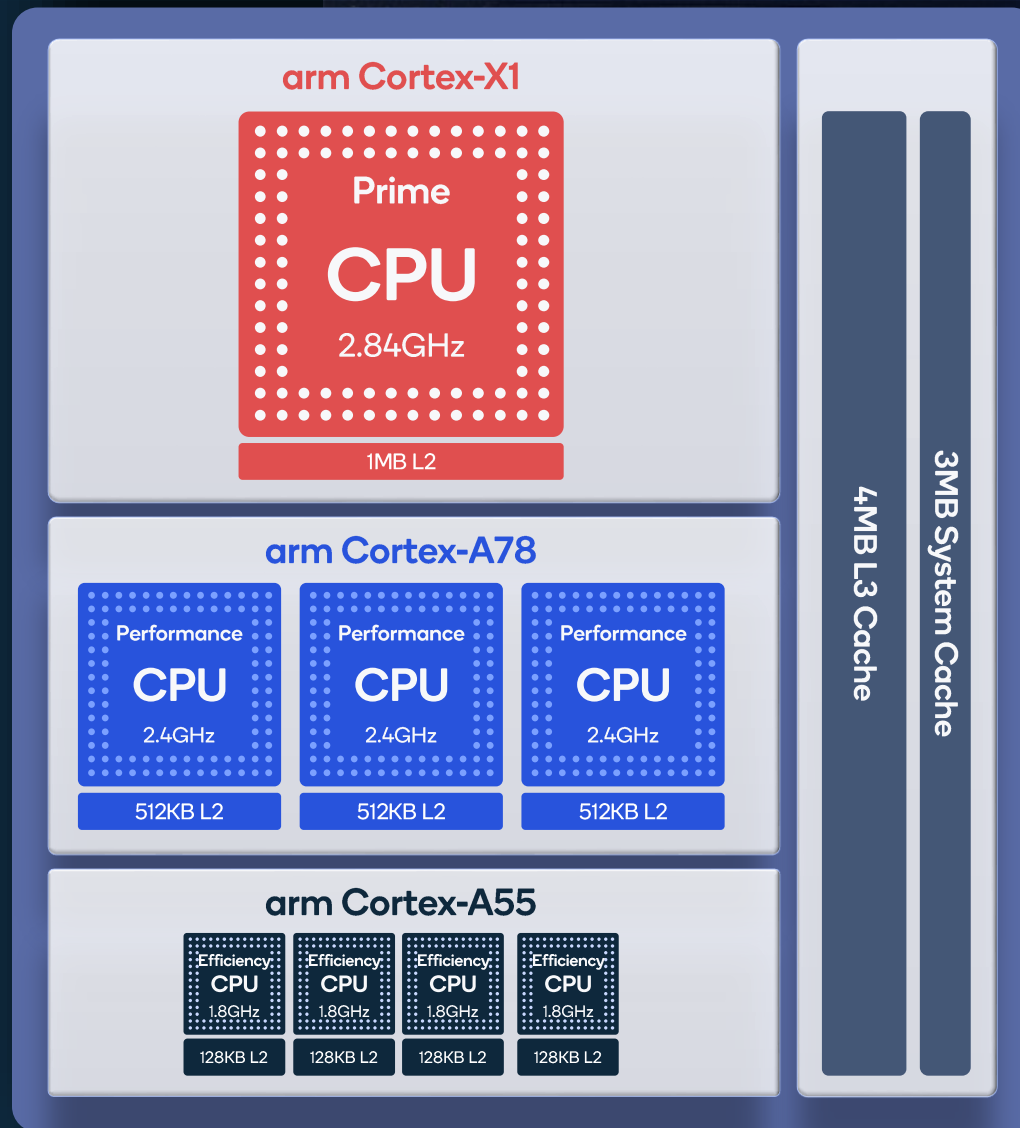 arm Cortex-X1
Prime
CPU
2.84GHz
1MB L2
arm Cortex-A78
Performance
CPU
2.4GHz
512KB L2
Performance
CPU
2.4GHz
512KB L2
Performance
CPU
2.4GHz
512KB L2
arm Cortex-A55
Efficiency
CPU
1.8GHz
128KB L2
Efficiency
CPU
1.8GHz
128KB L2
Efficiency
CPU
1.8GHz
128KB L2
Efficiency
CPU
1.8GHz
128KB L2
4MB L3 Cache
3MB System Cache